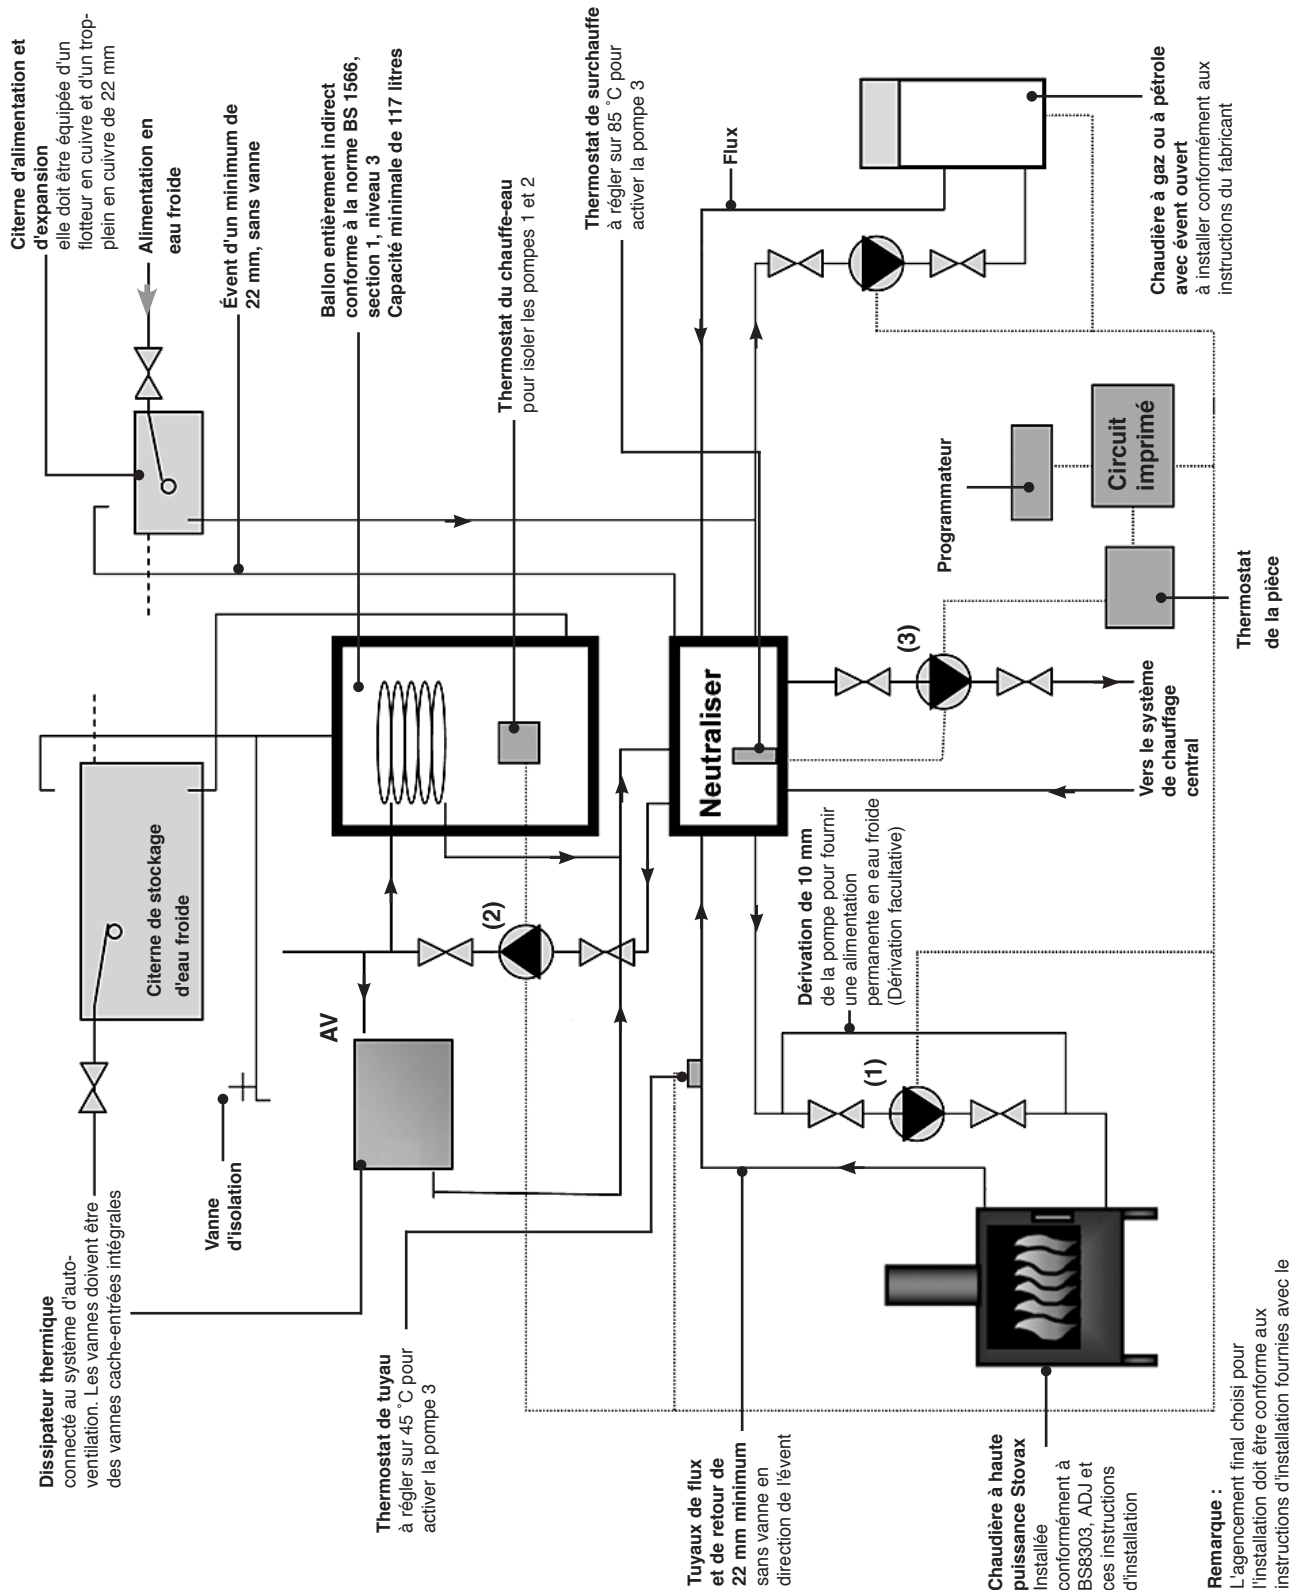 Citerne d'alimentation et
d'expansion
elle doit être équipée d'un
flotteur en cuivre et d'un trop-
plein en cuivre de 22 mm
Alimentation en
eau froide
Évent d'un minimum de
22 mm, sans vanne
Ballon entièrement indirect
conforme à la norme BS 1566,
section 1, niveau 3
Capacité minimale de 117 litres
Thermostat du chauffe-eau
pour isoler les pompes 1 et 2
Thermostat de surchauffe
à régler sur 85 ˚C pour
activer la pompe 3
Flux
Chaudière à gaz ou à pétrole
avec évent ouvert
à installer conformément aux
instructions du fabricant
Citerne de stockage
d'eau froide
Programmateur
Circuit
imprimé
Thermostat
de la pièce
Neutraliser
(3)
Vers le système
de chauffage
central
(2)
AV
Dérivation de 10 mm
de la pompe pour fournir
une alimentation
permanente en eau froide
(Dérivation facultative)
(1)
Vanne
d'isolation
Dissipateur thermique
connecté au système d'auto-
ventilation. Les vannes doivent être
des vannes cache-entrées intégrales
Thermostat de tuyau
à régler sur 45 ˚C pour
activer la pompe 3
Tuyaux de flux
et de retour de
22 mm minimum
sans vanne en
direction de l'évent
Chaudière à haute
puissance Stovax
Installée
conformément à
BS8303, ADJ et
ces instructions
d'installation
Remarque :
L'agencement final choisi pour
l'installation doit être conforme aux
instructions d'installation fournies avec le